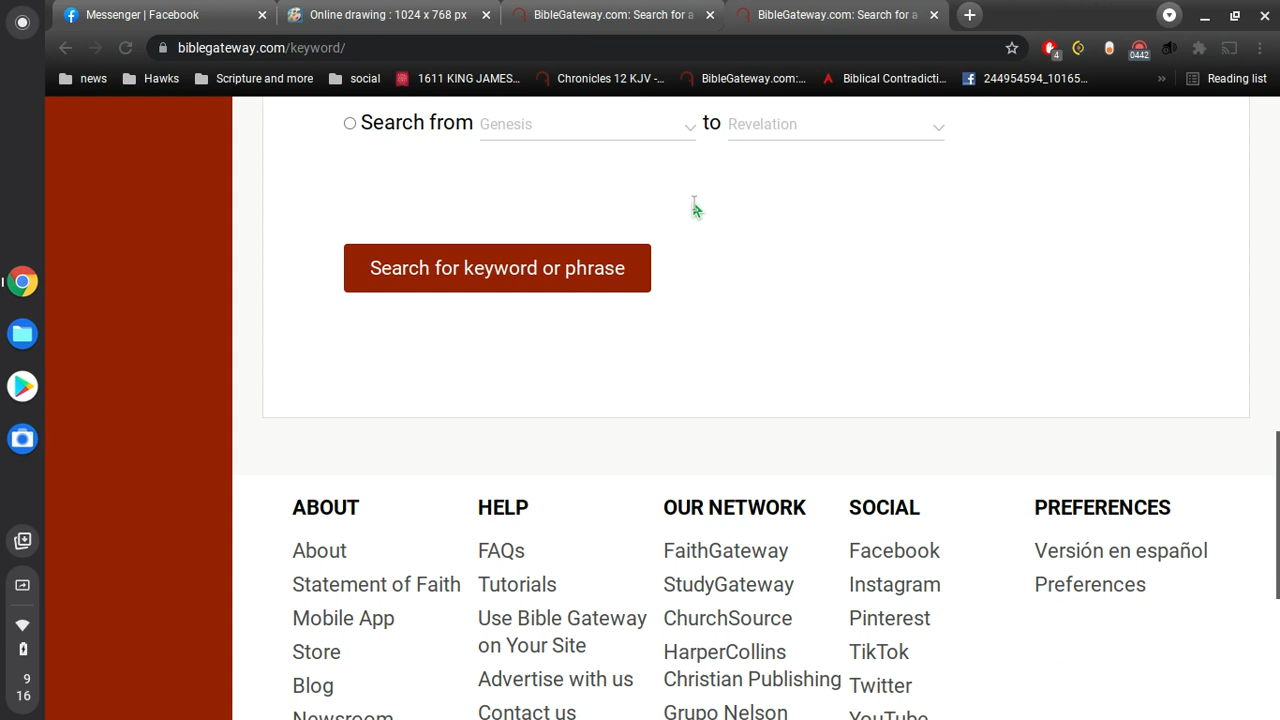 Messenger | Facebook
Online drawing : 1024 x 768 px
BibleGateway.com: Search for a
BibleGateway.com: Search for a
biblegateway.com/keyword/
4
0442
news
Hawks
Scripture and more
social
1611 KING JAMES...
Chronicles 12 KJV -...
BibleGateway.com:...
Biblical Contradicti...
244954594_10165...
»
Reading list
Search from Genesis to Revelation
Search for keyword or phrase
ABOUT
About
Statement of Faith
Mobile App
Store
Blog
Newsroom
HELP
FAQs
Tutorials
Use Bible Gateway
on Your Site
Advertise with us
Contact us
OUR NETWORK
FaithGateway
StudyGateway
ChurchSource
HarperCollins
Christian Publishing
Grupo Nelson
SOCIAL
Facebook
Instagram
Pinterest
TikTok
Twitter
YouTube
PREFERENCES
Versión en español
Preferences
9
16